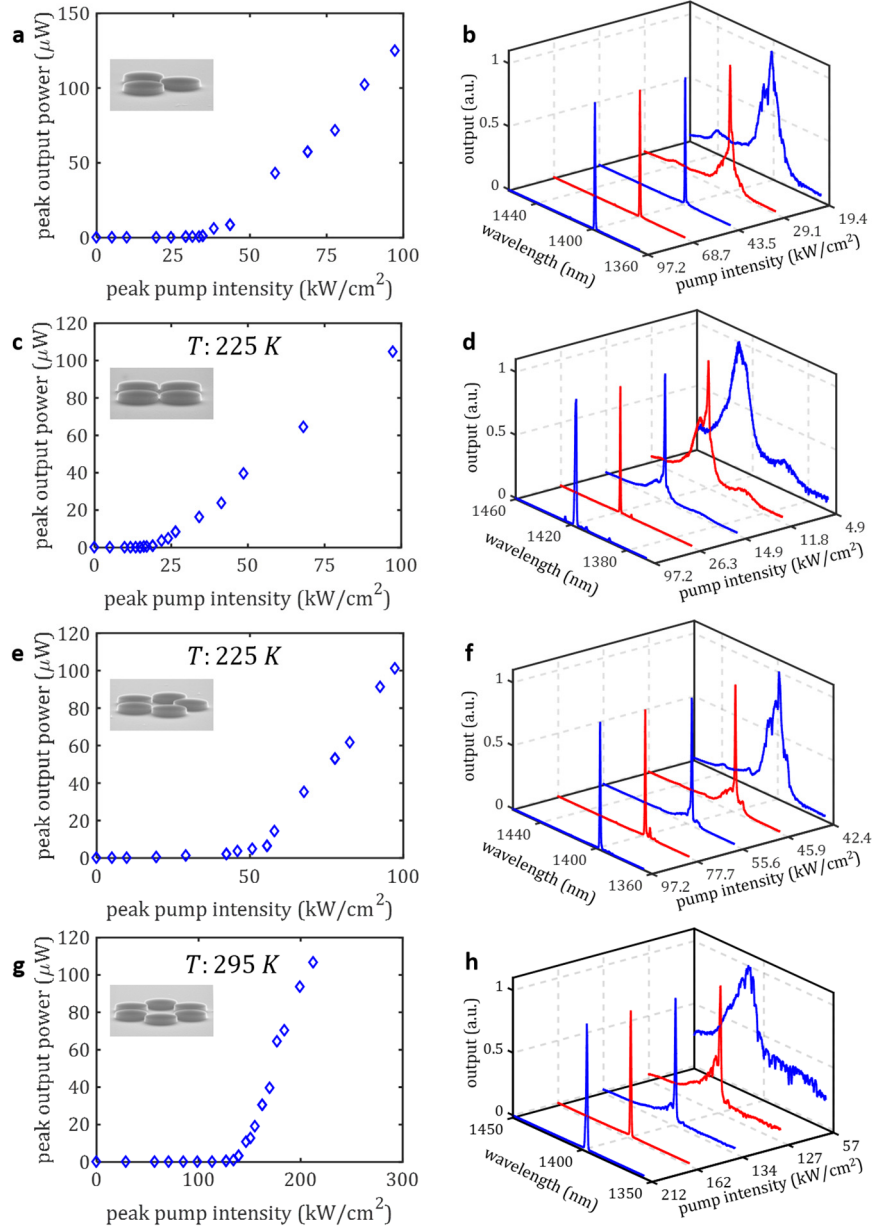 a
peak output power (μW)
150
100
50
0
0 25 50 75 100
peak pump intensity (kW/cm²)
b
output (a.u.)
1
0.5
0
1440
1400
1360
wavelength (nm)
97.2
68.7
43.5
29.1
19.4
pump intensity (kW/cm²)
c
T: 225 K
peak output power (μW)
120
100
80
60
40
20
0
0 25 50 75 100
peak pump intensity (kW/cm²)
d
output (a.u.)
1
0.5
0
1460
1420
1380
wavelength (nm)
97.2
26.3
14.9
11.8
4.9
pump intensity (kW/cm²)
e
T: 225 K
peak output power (μW)
120
100
80
60
40
20
0
0 50 100
peak pump intensity (kW/cm²)
f
output (a.u.)
1
0.5
0
1440
1400
1360
wavelength (nm)
97.2
77.7
55.6
45.9
42.4
pump intensity (kW/cm²)
g
T: 295 K
peak output power (μW)
120
100
80
60
40
20
0
0 100 200 300
peak pump intensity (kW/cm²)
h
output (a.u.)
1
0.5
0
1450
1400
1350
wavelength (nm)
212
162
134
127
57
pump intensity (kW/cm²)